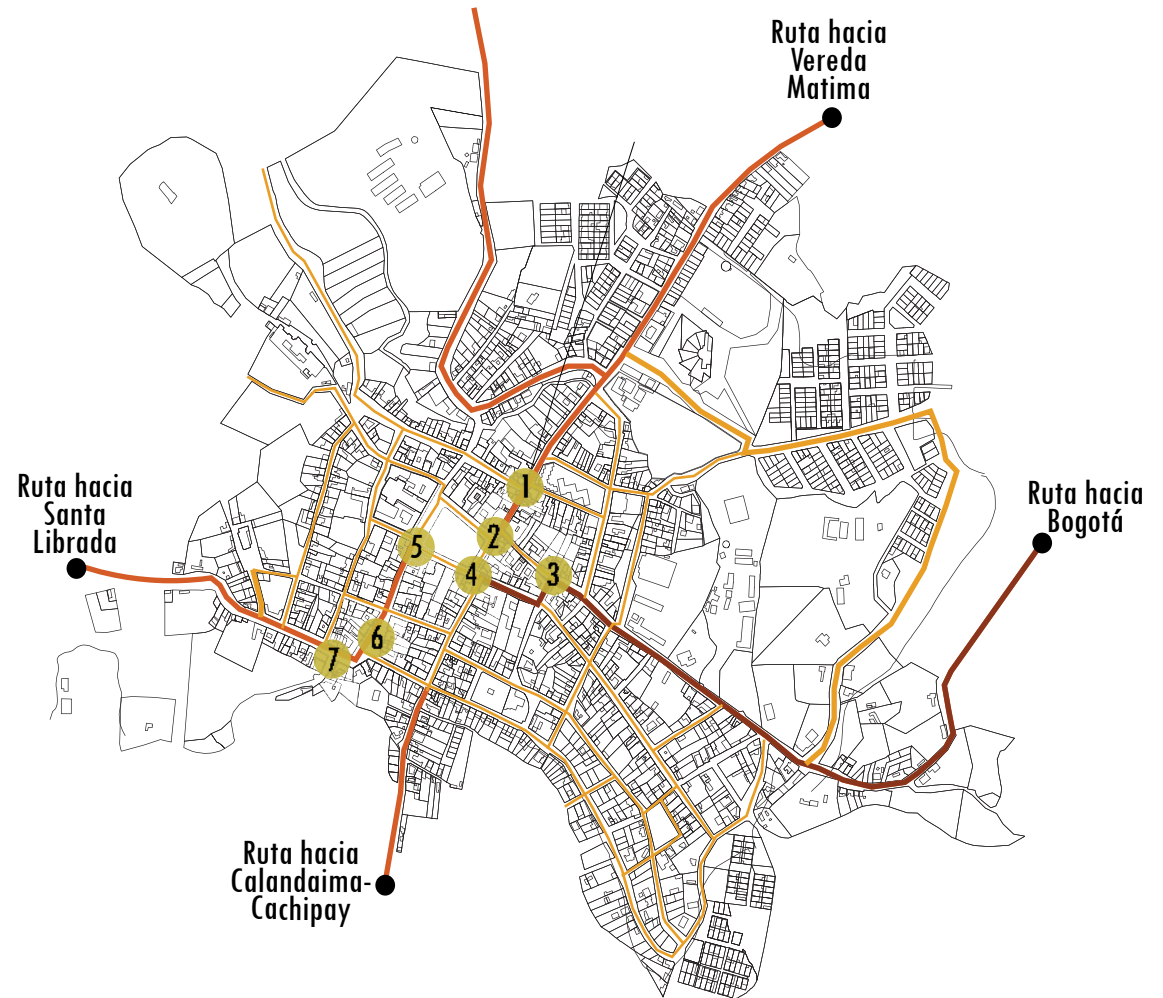 Ruta hacia
Vereda
Matima
Ruta hacia
Santa
Librada
Ruta hacia
Bogotá
1
2
5
4
3
6
7
Ruta hacia
Calandaima-
Cachipay